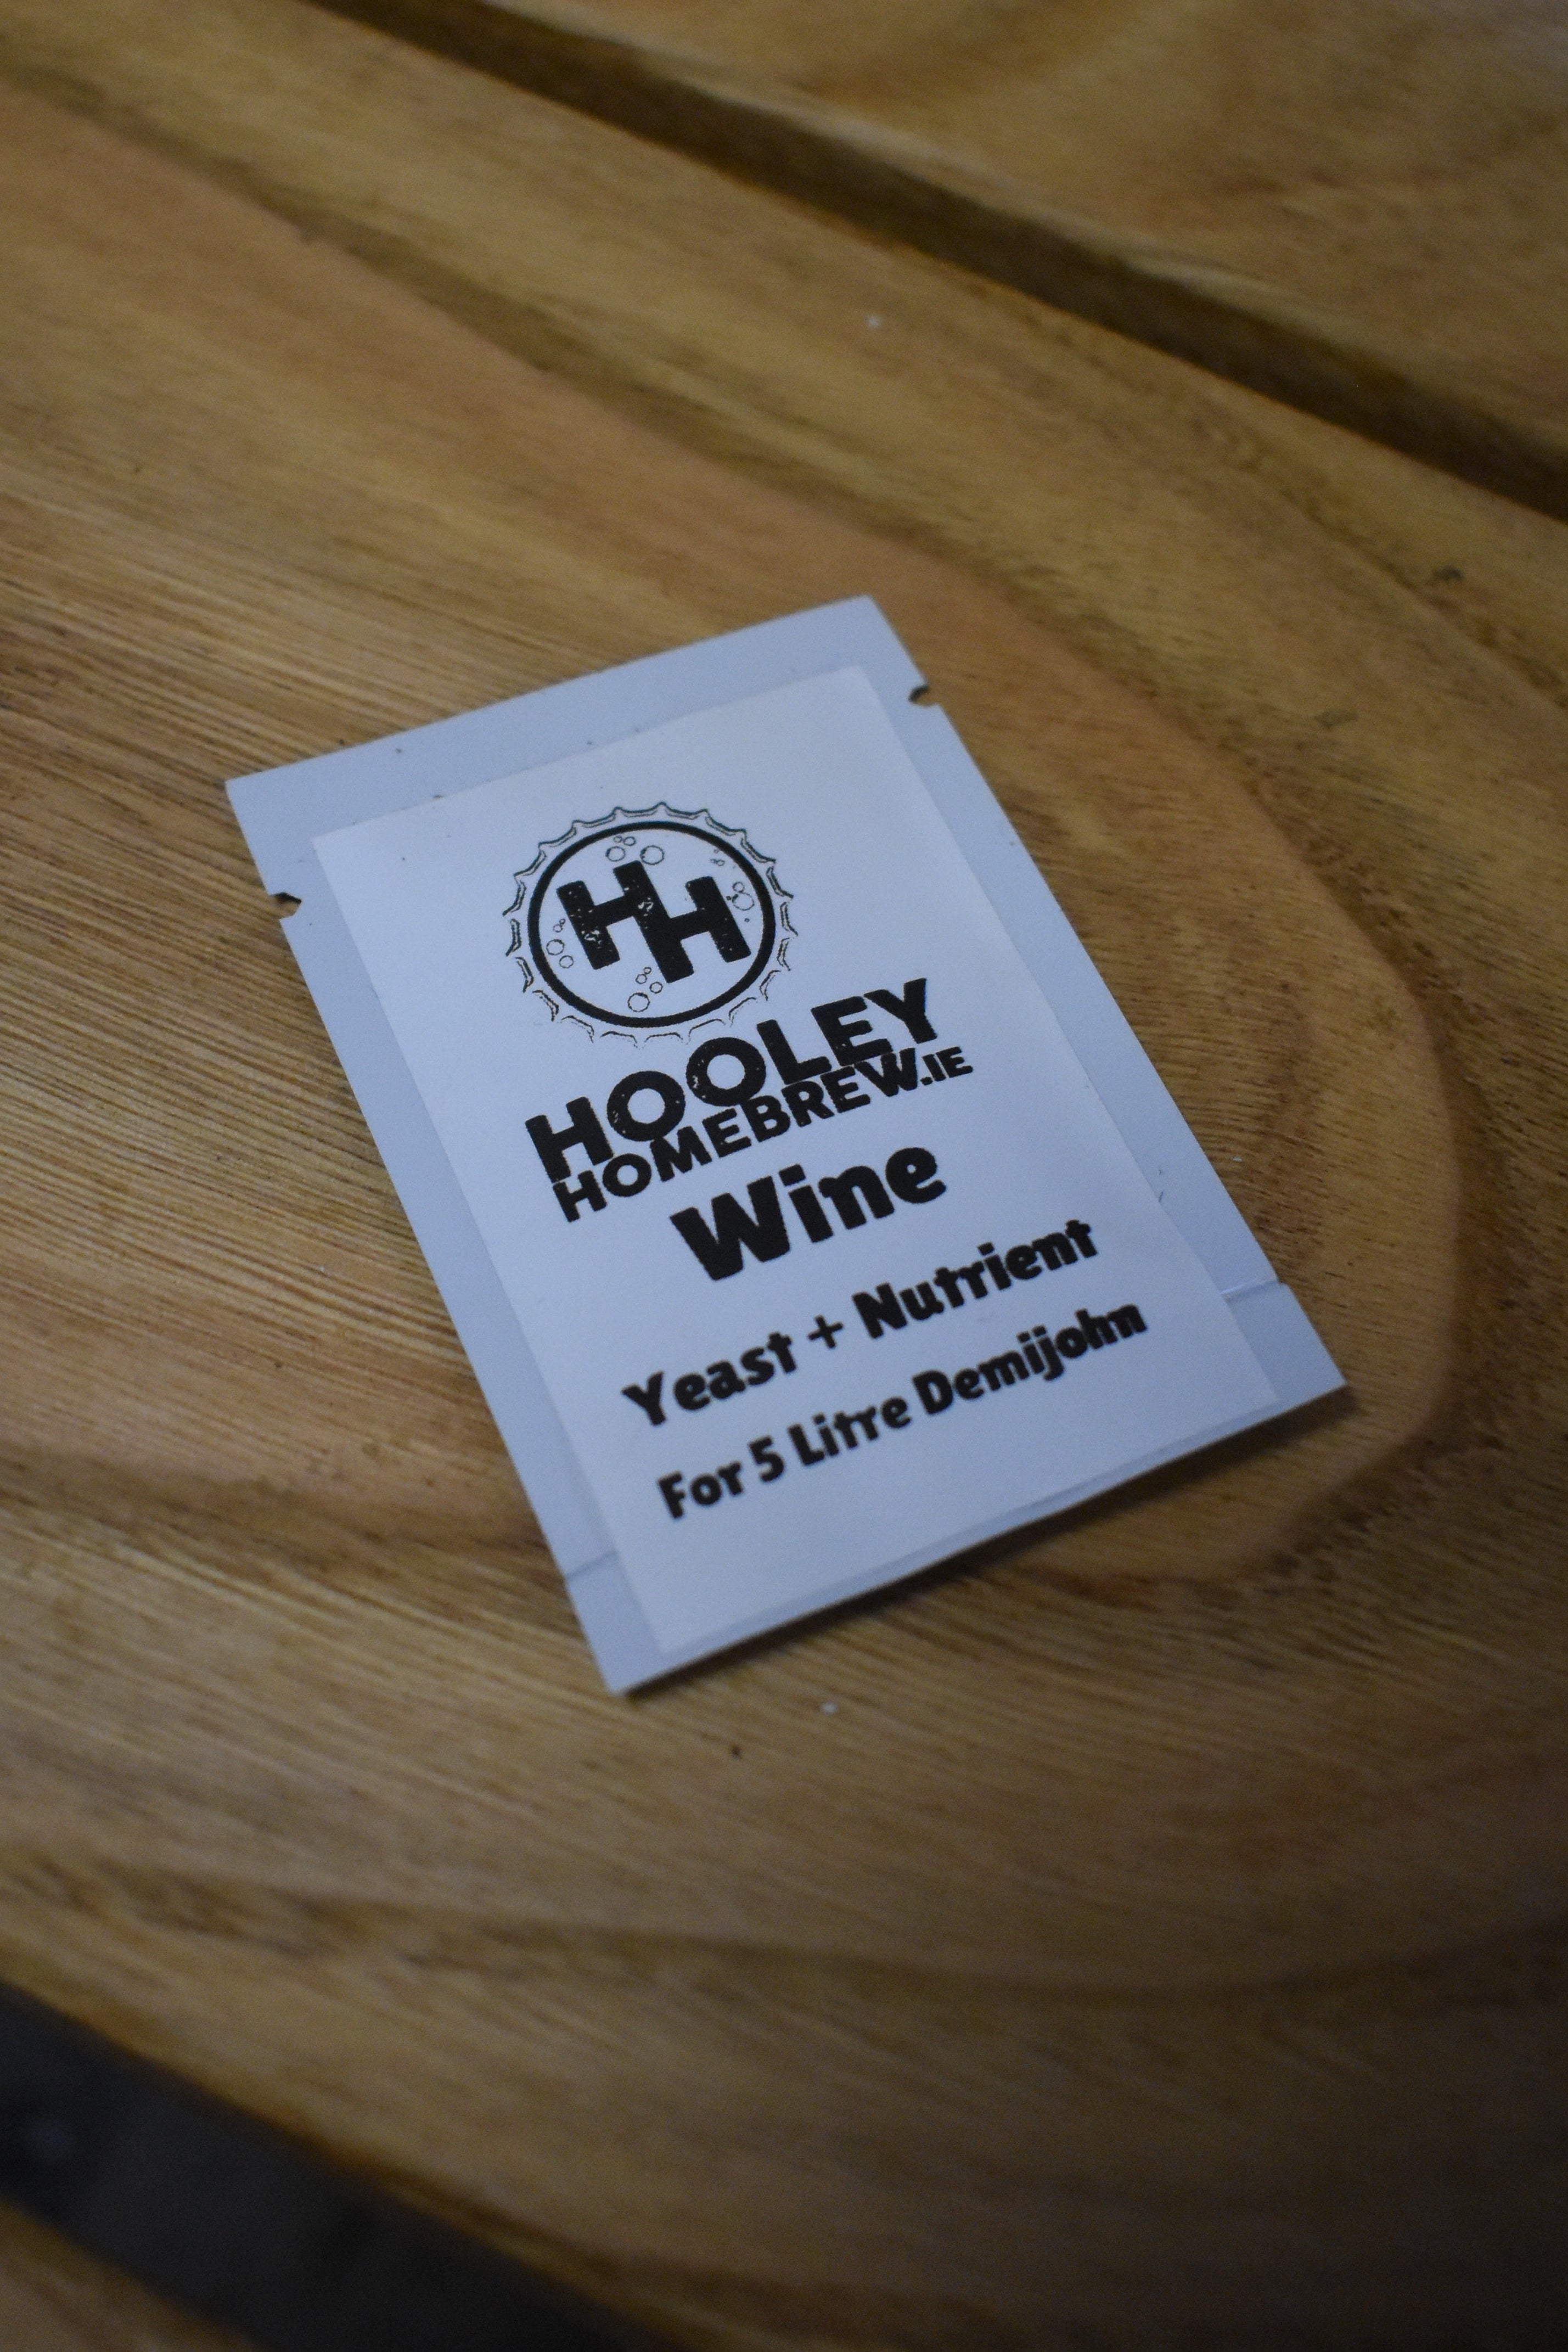 HH
HOOLEY
HOMEBREW.IE
Wine
Yeast + Nutrient
For 5 Litre Demijohn